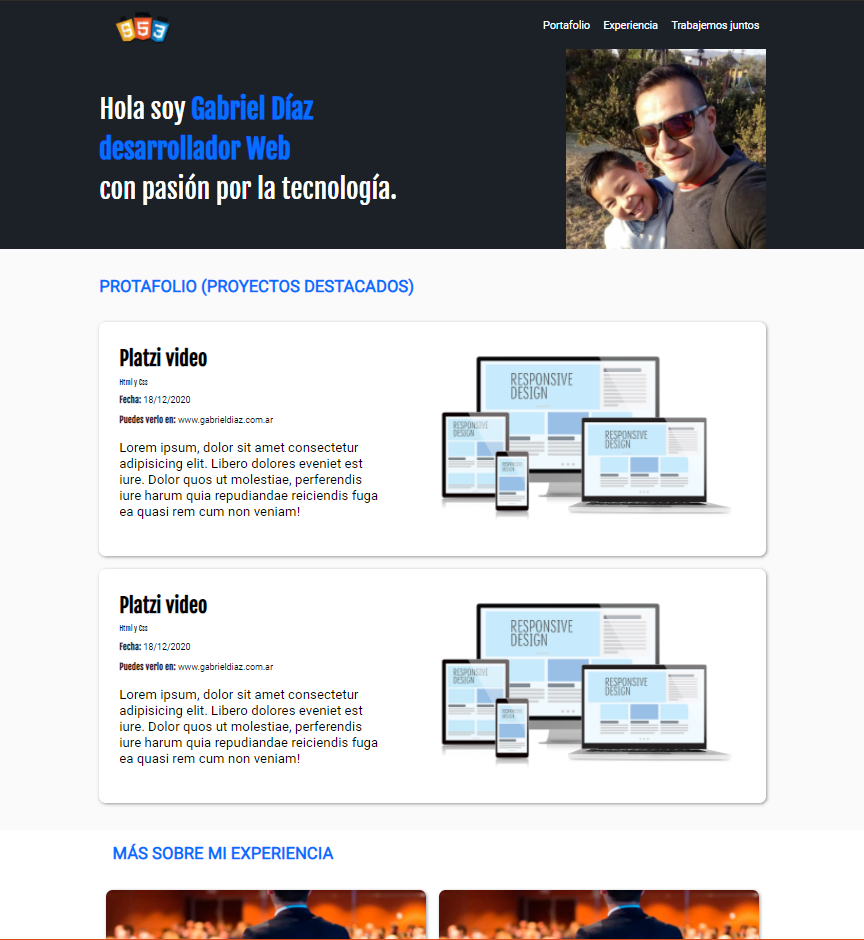 Portafolio Experiencia Trabajemos juntos
Hola soy Gabriel Díaz
desarrollador Web
con pasión por la tecnología.
PROTAFOLIO (PROYECTOS DESTACADOS)
Platzi video
Html y Css
Fecha: 18/12/2020
Puedes verlo en: www.gabrieldiaz.com.ar
Lorem ipsum, dolor sit amet consectetur
adipisicing elit. Libero dolores eveniet est
iure. Dolor quos ut molestiae, perferendis
iure harum quia repudiandae reiciendis fuga
ea quasi rem cum non veniam!
RESPONSIVE
DESIGN
RESPONSIVE
DESIGN
RESPONSIVE
DESIGN
RESPONSIVE
DESIGN
Platzi video
Html y Css
Fecha: 18/12/2020
Puedes verlo en: www.gabrieldiaz.com.ar
Lorem ipsum, dolor sit amet consectetur
adipisicing elit. Libero dolores eveniet est
iure. Dolor quos ut molestiae, perferendis
iure harum quia repudiandae reiciendis fuga
ea quasi rem cum non veniam!
RESPONSIVE
DESIGN
RESPONSIVE
DESIGN
RESPONSIVE
DESIGN
RESPONSIVE
DESIGN
MÁS SOBRE MI EXPERIENCIA